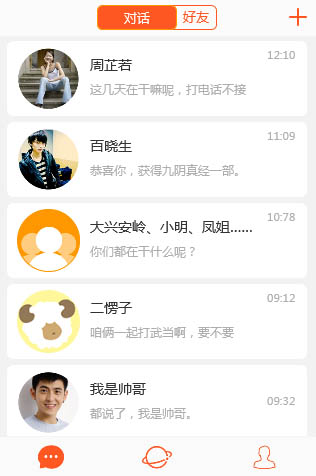 对话 好友
周芷若 12:10
这几天在干嘛呢，打电话不接
百晓生 11:09
恭喜你，获得九阴真经一部。
大兴安岭、小明、凤姐…… 10:78
你们都在干什么呢？
二愣子 09:12
咱俩一起打武当啊，要不要
我是帅哥 09:32
都说了，我是帅哥。